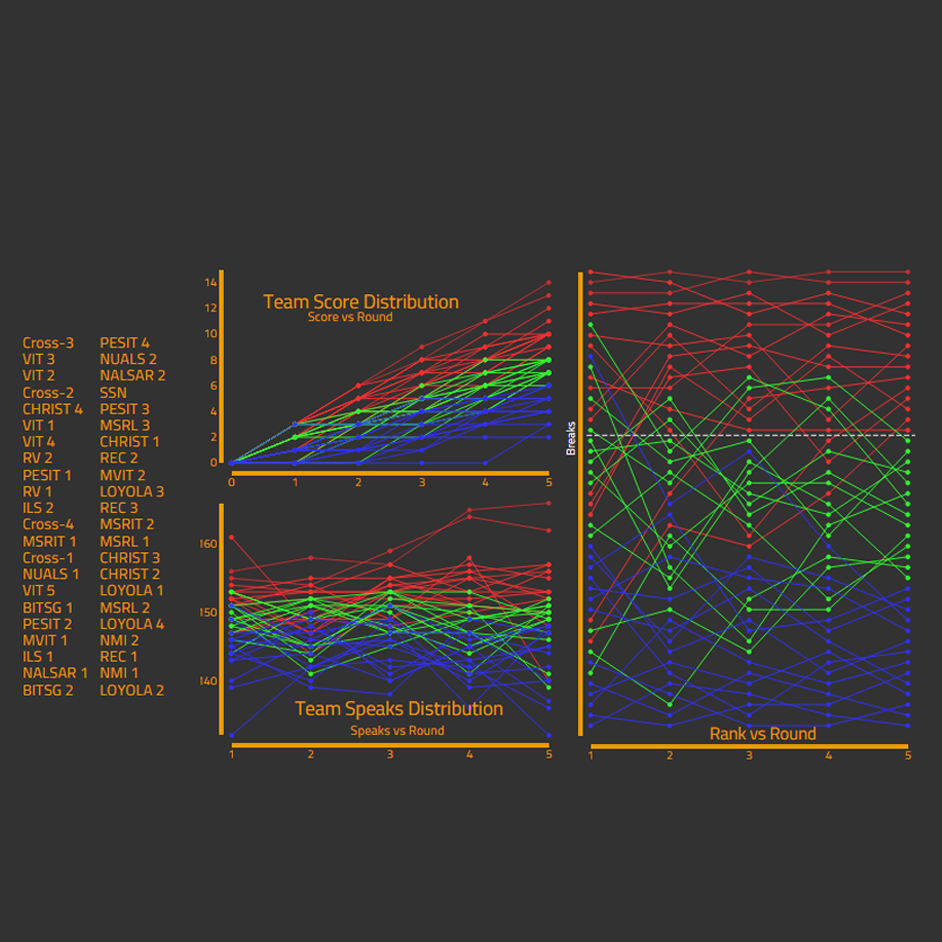 Cross-3 PESIT 4
VIT 3 NUALS 2
VIT 2 NALSAR 2
Cross-2 SSN
CHRIST 4 PESIT 3
VIT 1 MSRL 3
VIT 4 CHRIST 1
RV 2 REC 2
PESIT 1 MVIT 2
RV 1 LOYOLA 3
ILS 2 REC 3
Cross-4 MSRIT 2
MSRIT 1 MSRL 1
Cross-1 CHRIST 3
NUALS 1 CHRIST 2
VIT 5 LOYOLA 1
BITSG 1 MSRL 2
PESIT 2 LOYOLA 4
MVIT 1 NMI 2
ILS 1 REC 1
NALSAR 1 NMI 1
BITSG 2 LOYOLA 2
Team Score Distribution
Score vs Round
14
12
10
8
6
4
2
0
0 1 2 3 4 5
160
150
140
Team Speaks Distribution
Speaks vs Round
1 2 3 4 5
Breaks
Rank vs Round
1 2 3 4 5